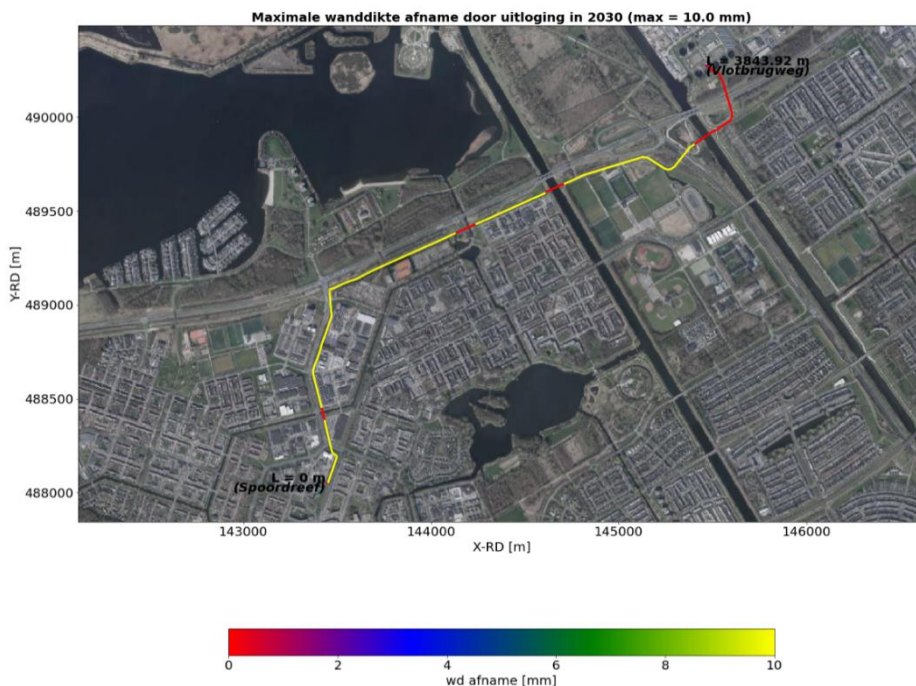 Maximale wanddikte afname door uitloging in 2030 (max = 10.0 mm)
L = 3843.92 m
(Vlotbrugweg)
490000
489500
489000
488500
488000
Y-RD [m]
L = 0 m
(Spoordreef)
143000 144000 145000 146000
X-RD [m]
0 2 4 6 8 10
wd afname [mm]